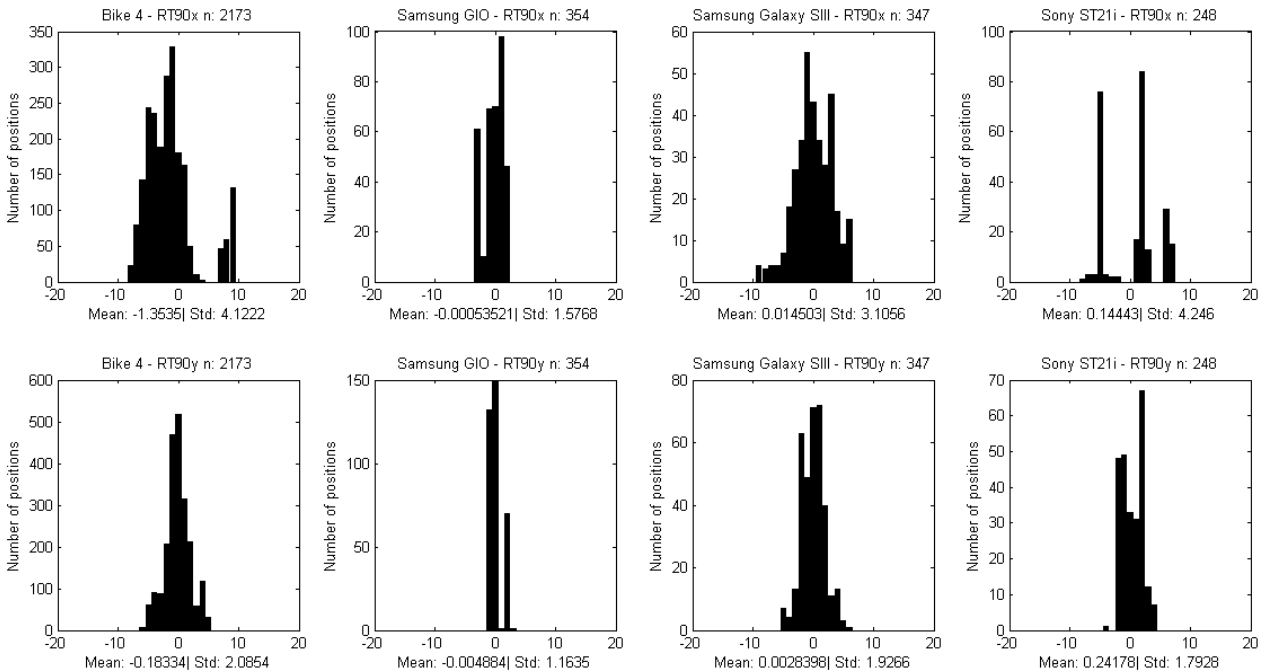 Bike 4 - RT90x n: 2173
350
300
250
200
150
100
50
0
Number of positions
-20 -10 0 10 20
Mean: -1.3535| Std: 4.1222
Samsung GIO - RT90x n: 354
100
80
60
40
20
0
Number of positions
-20 -10 0 10 20
Mean: -0.00053521| Std: 1.5768
Samsung Galaxy SIII - RT90x n: 347
60
50
40
30
20
10
0
Number of positions
-20 -10 0 10 20
Mean: 0.014503| Std: 3.1056
Sony ST21i - RT90x n: 248
100
80
60
40
20
0
Number of positions
-20 -10 0 10 20
Mean: 0.14443| Std: 4.246
Bike 4 - RT90y n: 2173
600
500
400
300
200
100
0
Number of positions
-20 -10 0 10 20
Mean: -0.18334| Std: 2.0854
Samsung GIO - RT90y n: 354
150
100
50
0
Number of positions
-20 -10 0 10 20
Mean: -0.004884| Std: 1.1635
Samsung Galaxy SIII - RT90y n: 347
80
60
40
20
0
Number of positions
-20 -10 0 10 20
Mean: 0.0028398| Std: 1.9266
Sony ST21i - RT90y n: 248
70
60
50
40
30
20
10
0
Number of positions
-20 -10 0 10 20
Mean: 0.24178| Std: 1.7928